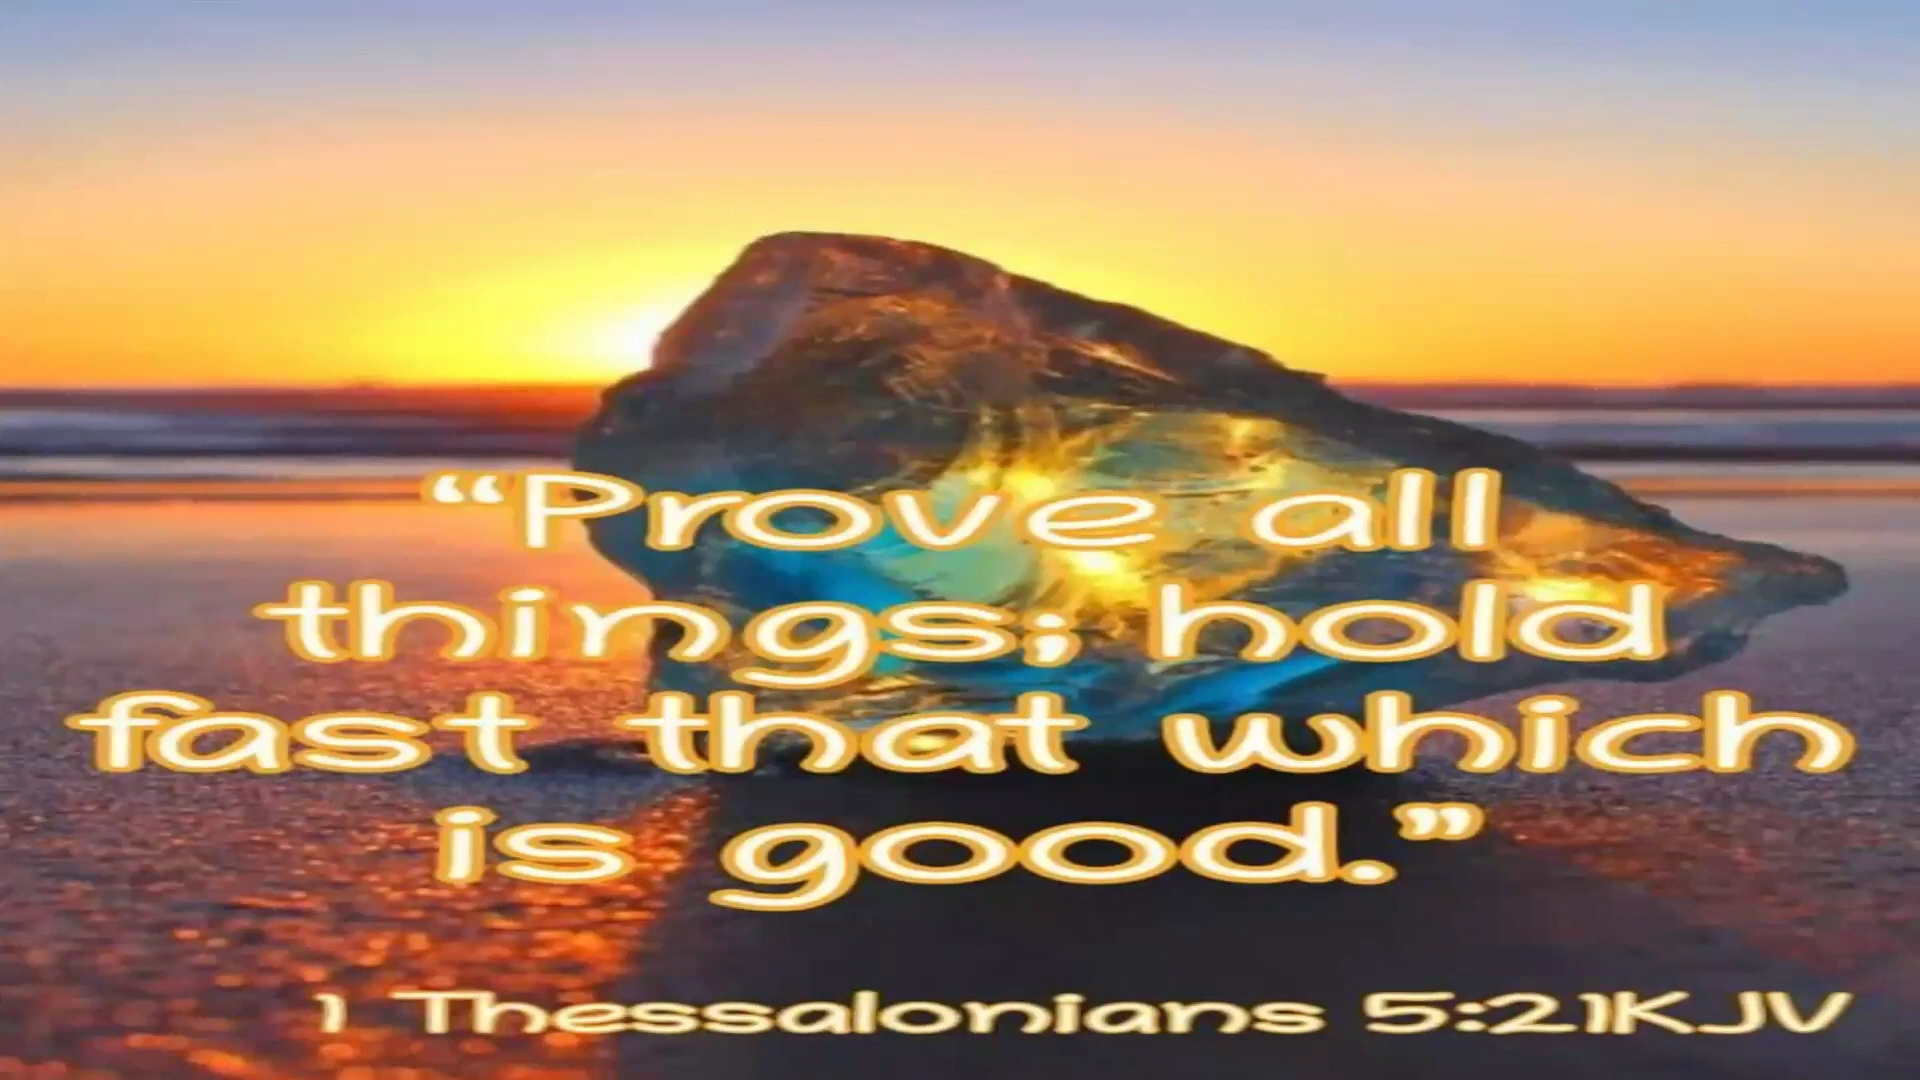 “Prove all
things; hold
fast that which
is good.”
1 Thessalonians 5:21KJV